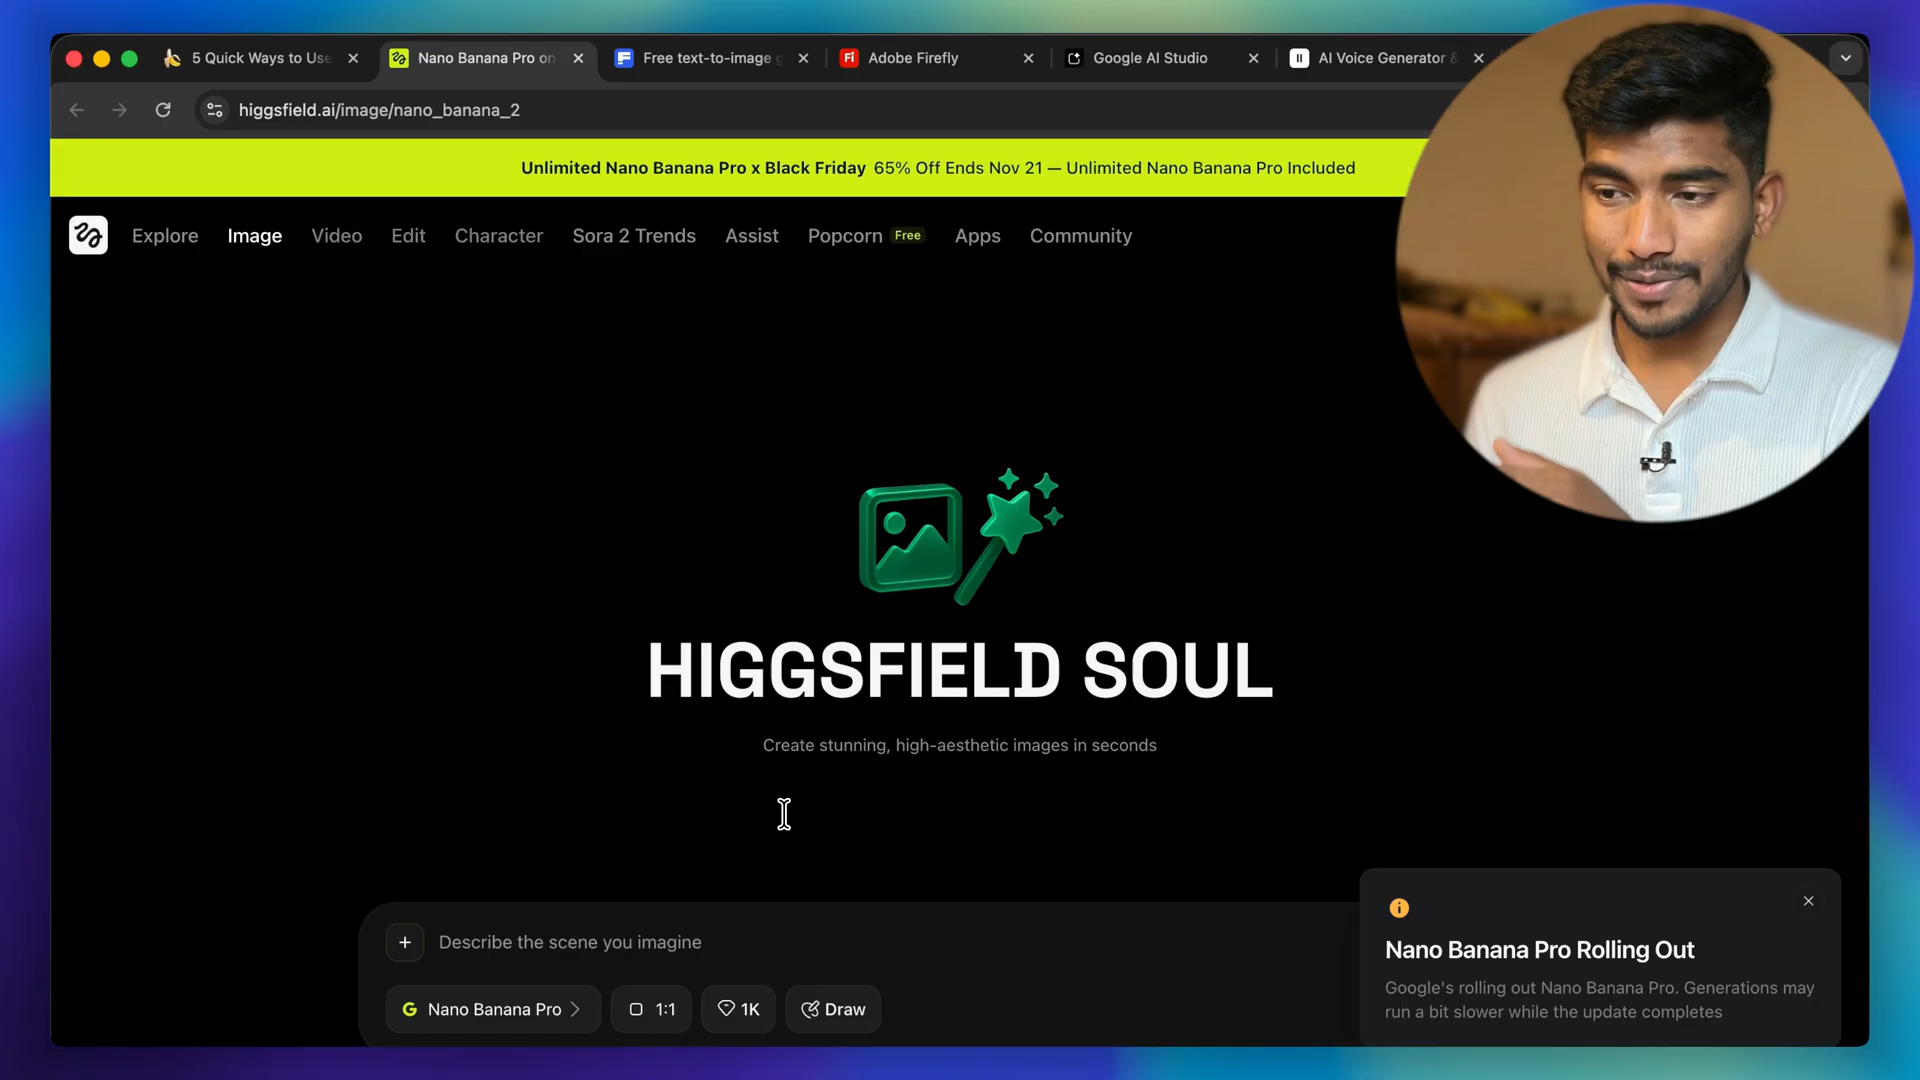 5 Quick Ways to Use
Nano Banana Pro on
Free text-to-image g
Adobe Firefly
Google AI Studio
AI Voice Generator &
higgsfield.ai/image/nano_banana_2
Unlimited Nano Banana Pro x Black Friday 65% Off Ends Nov 21 — Unlimited Nano Banana Pro Included
Explore Image Video Edit Character Sora 2 Trends Assist Popcorn Free Apps Community
HIGGSFIELD SOUL
Create stunning, high-aesthetic images in seconds
Describe the scene you imagine
G Nano Banana Pro 1:1 1K Draw
Nano Banana Pro Rolling Out
Google's rolling out Nano Banana Pro. Generations may
run a bit slower while the update completes